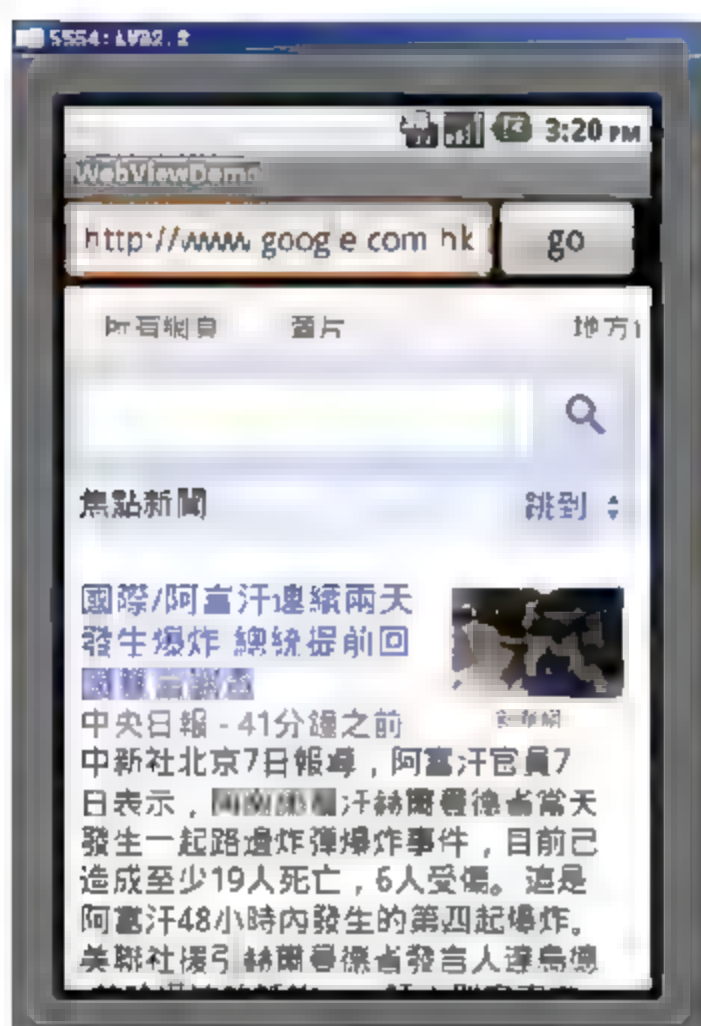 5554:AVD2.2
3:20 PM
WebViewDemo
http://www.google.com.hk go
所有網頁 圖片 地方
焦點新聞 跳到
國際/阿富汗連續兩天
發生爆炸 總統提前回
中央日報 - 41分鐘之前
中新社北京7日報導，阿富汗官員7
日表示，汗赫爾曼德省當天
發生一起路邊炸彈爆炸事件，目前已
造成至少19人死亡，6人受傷。這是
阿富汗48小時內發生的第四起爆炸。
美聯社援引赫爾曼德省發言人達烏德